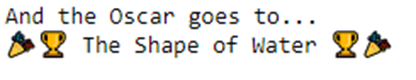 And the Oscar goes to...
🎉🏆 The Shape of Water 🏆🎉